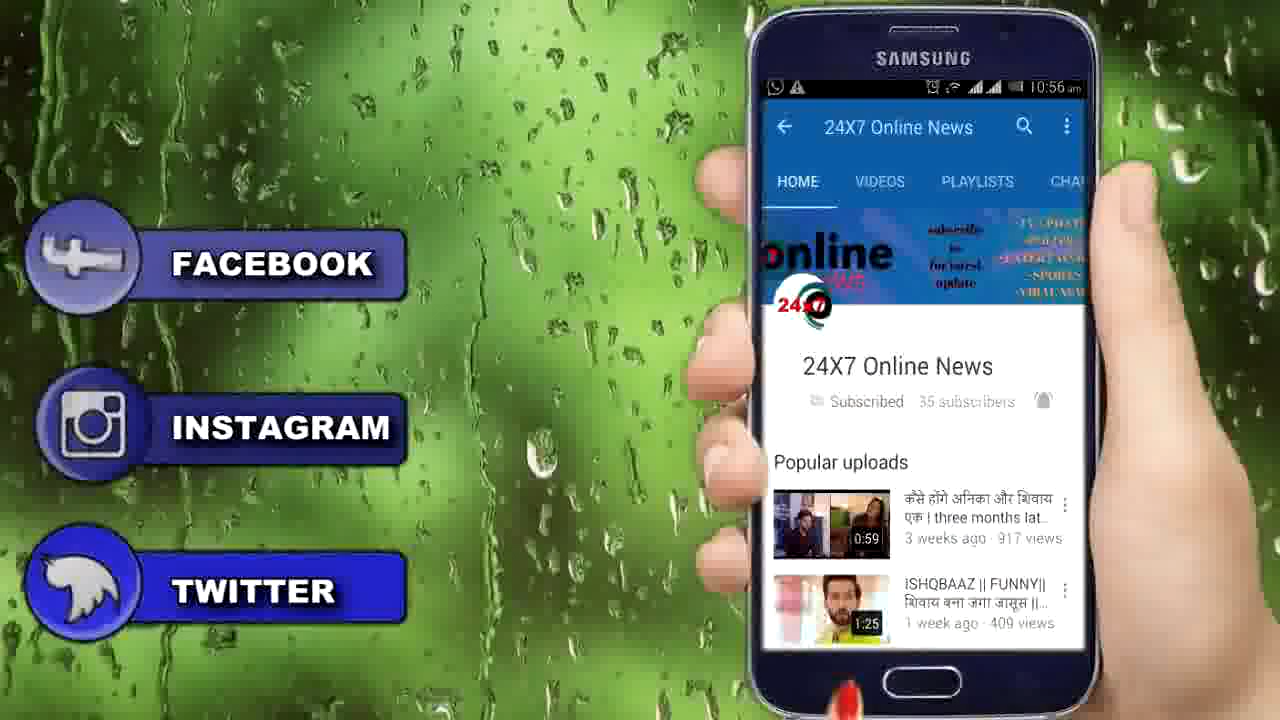 FACEBOOK
INSTAGRAM
TWITTER
SAMSUNG
10:56 am
24X7 Online News
HOME VIDEOS PLAYLISTS CHA
online
subscribe
to
for latest
update
-SPORTS
24x7
24X7 Online News
Subscribed 35 subscribers
Popular uploads
कैसे होंगे अनिका और शिवाय
एक | three months lat..
3 weeks ago · 917 views
0:59
ISHQBAAZ || FUNNY||
शिवाय बना जगा जासूस ||...
1 week ago · 409 views
1:25